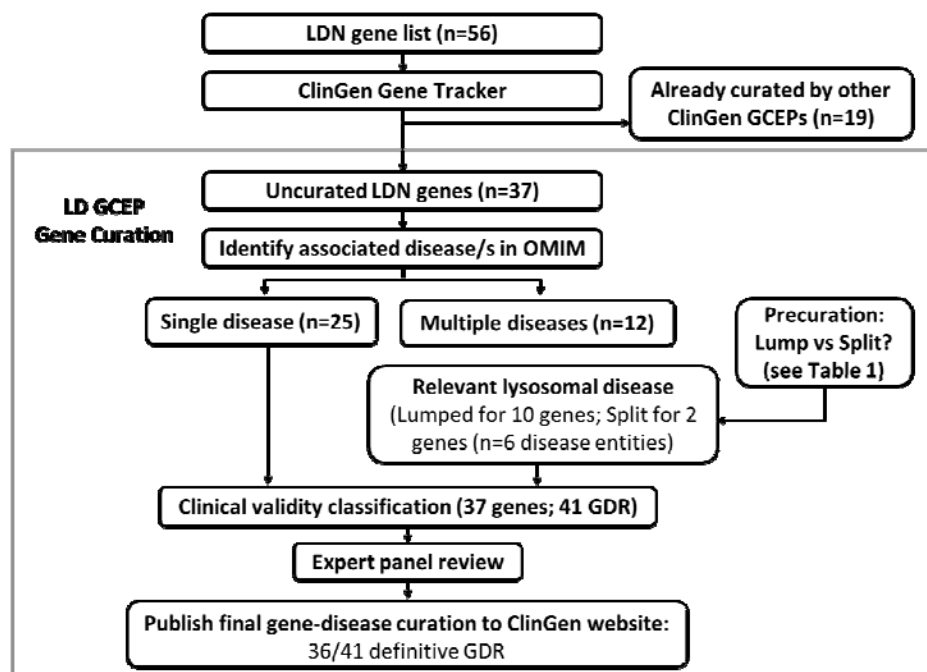 LDN gene list (n=56)
ClinGen Gene Tracker
Already curated by other
ClinGen GCEPs (n=19)
LD GCEP
Gene Curation
Uncurated LDN genes (n=37)
Identify associated disease/s in OMIM
Single disease (n=25)
Multiple diseases (n=12)
Precuration:
Lump vs Split?
(see Table 1)
Relevant lysosomal disease
(Lumped for 10 genes; Split for 2
genes (n=6 disease entities)
Clinical validity classification (37 genes; 41 GDR)
Expert panel review
Publish final gene-disease curation to ClinGen website:
36/41 definitive GDR